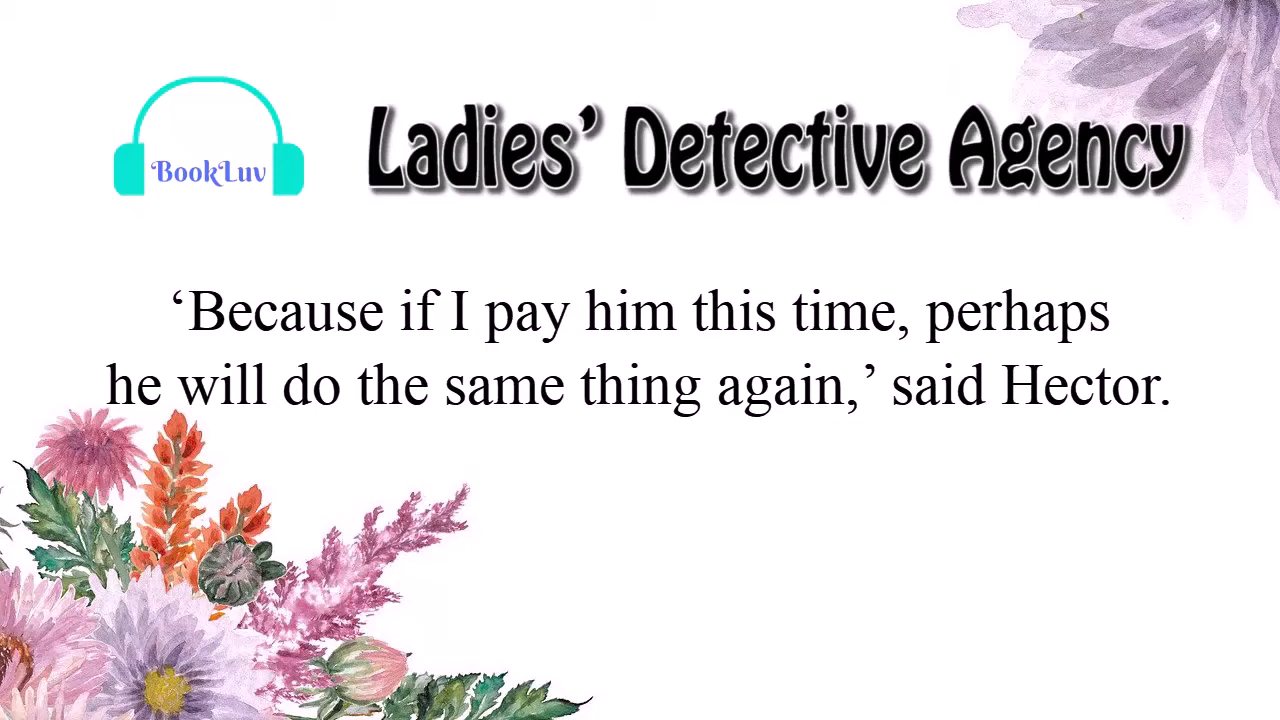 BookLuv
Ladies’ Detective Agency
‘Because if I pay him this time, perhaps
he will do the same thing again,’ said Hector.